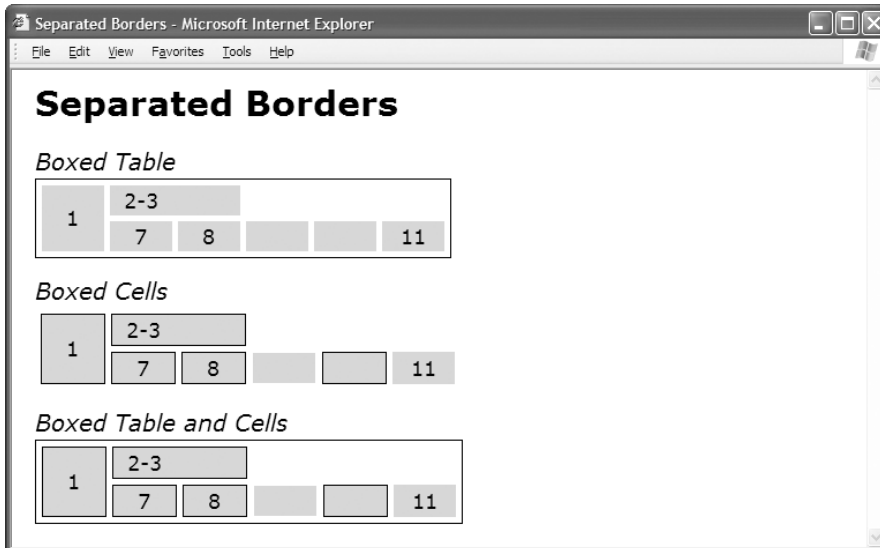 Separated Borders - Microsoft Internet Explorer
File Edit View Favorites Tools Help
Separated Borders
Boxed Table
1 2-3
7 8 11
Boxed Cells
1 2-3
7 8 11
Boxed Table and Cells
1 2-3
7 8 11